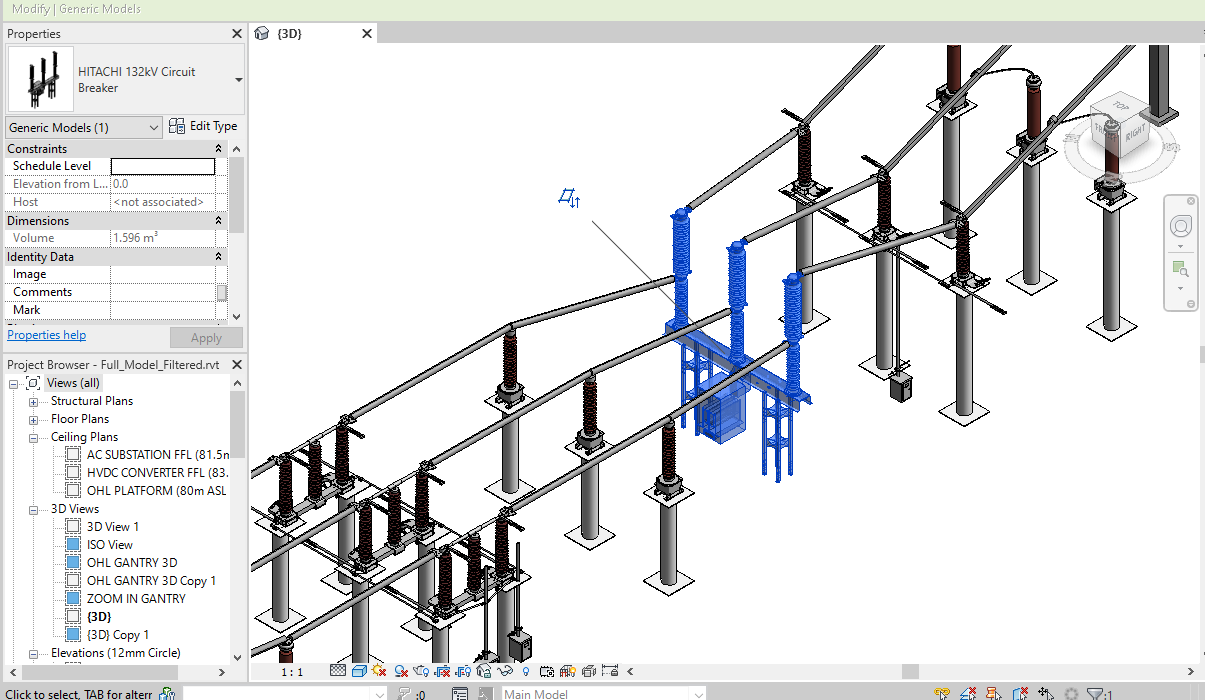 Modify | Generic Models
Properties
HITACHI 132kV Circuit
Breaker
Generic Models (1)
Edit Type
Constraints
Schedule Level
Elevation from L... 0.0
Host <not associated>
Dimensions
Volume 1.596 m³
Identity Data
Image
Comments
Mark
Properties help
Apply
Project Browser - Full_Model_Filtered.rvt
Views (all)
Structural Plans
Floor Plans
Ceiling Plans
AC SUBSTATION FFL (81.5m
HVDC CONVERTER FFL (83.
OHL PLATFORM (80m ASL
3D Views
3D View 1
ISO View
OHL GANTRY 3D
OHL GANTRY 3D Copy 1
ZOOM IN GANTRY
{3D}
{3D} Copy 1
Elevations (12mm Circle)
{3D}
TOP
RIGHT
1 : 1
Click to select, TAB for altern
:0
Main Model
:1